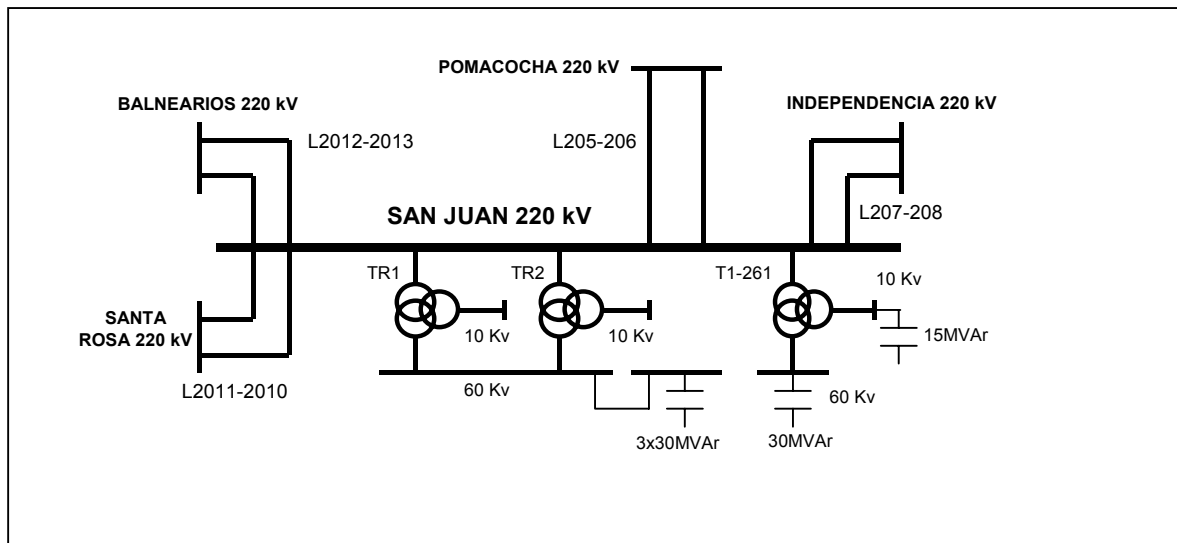 POMACOCHA 220 kV
BALNEARIOS 220 kV
INDEPENDENCIA 220 kV
L2012-2013
L205-206
L207-208
SAN JUAN 220 kV
TR1
TR2
T1-261
10 Kv
10 Kv
10 Kv
SANTA
ROSA 220 kV
15MVAr
L2011-2010
60 Kv
60 Kv
3x30MVAr
30MVAr